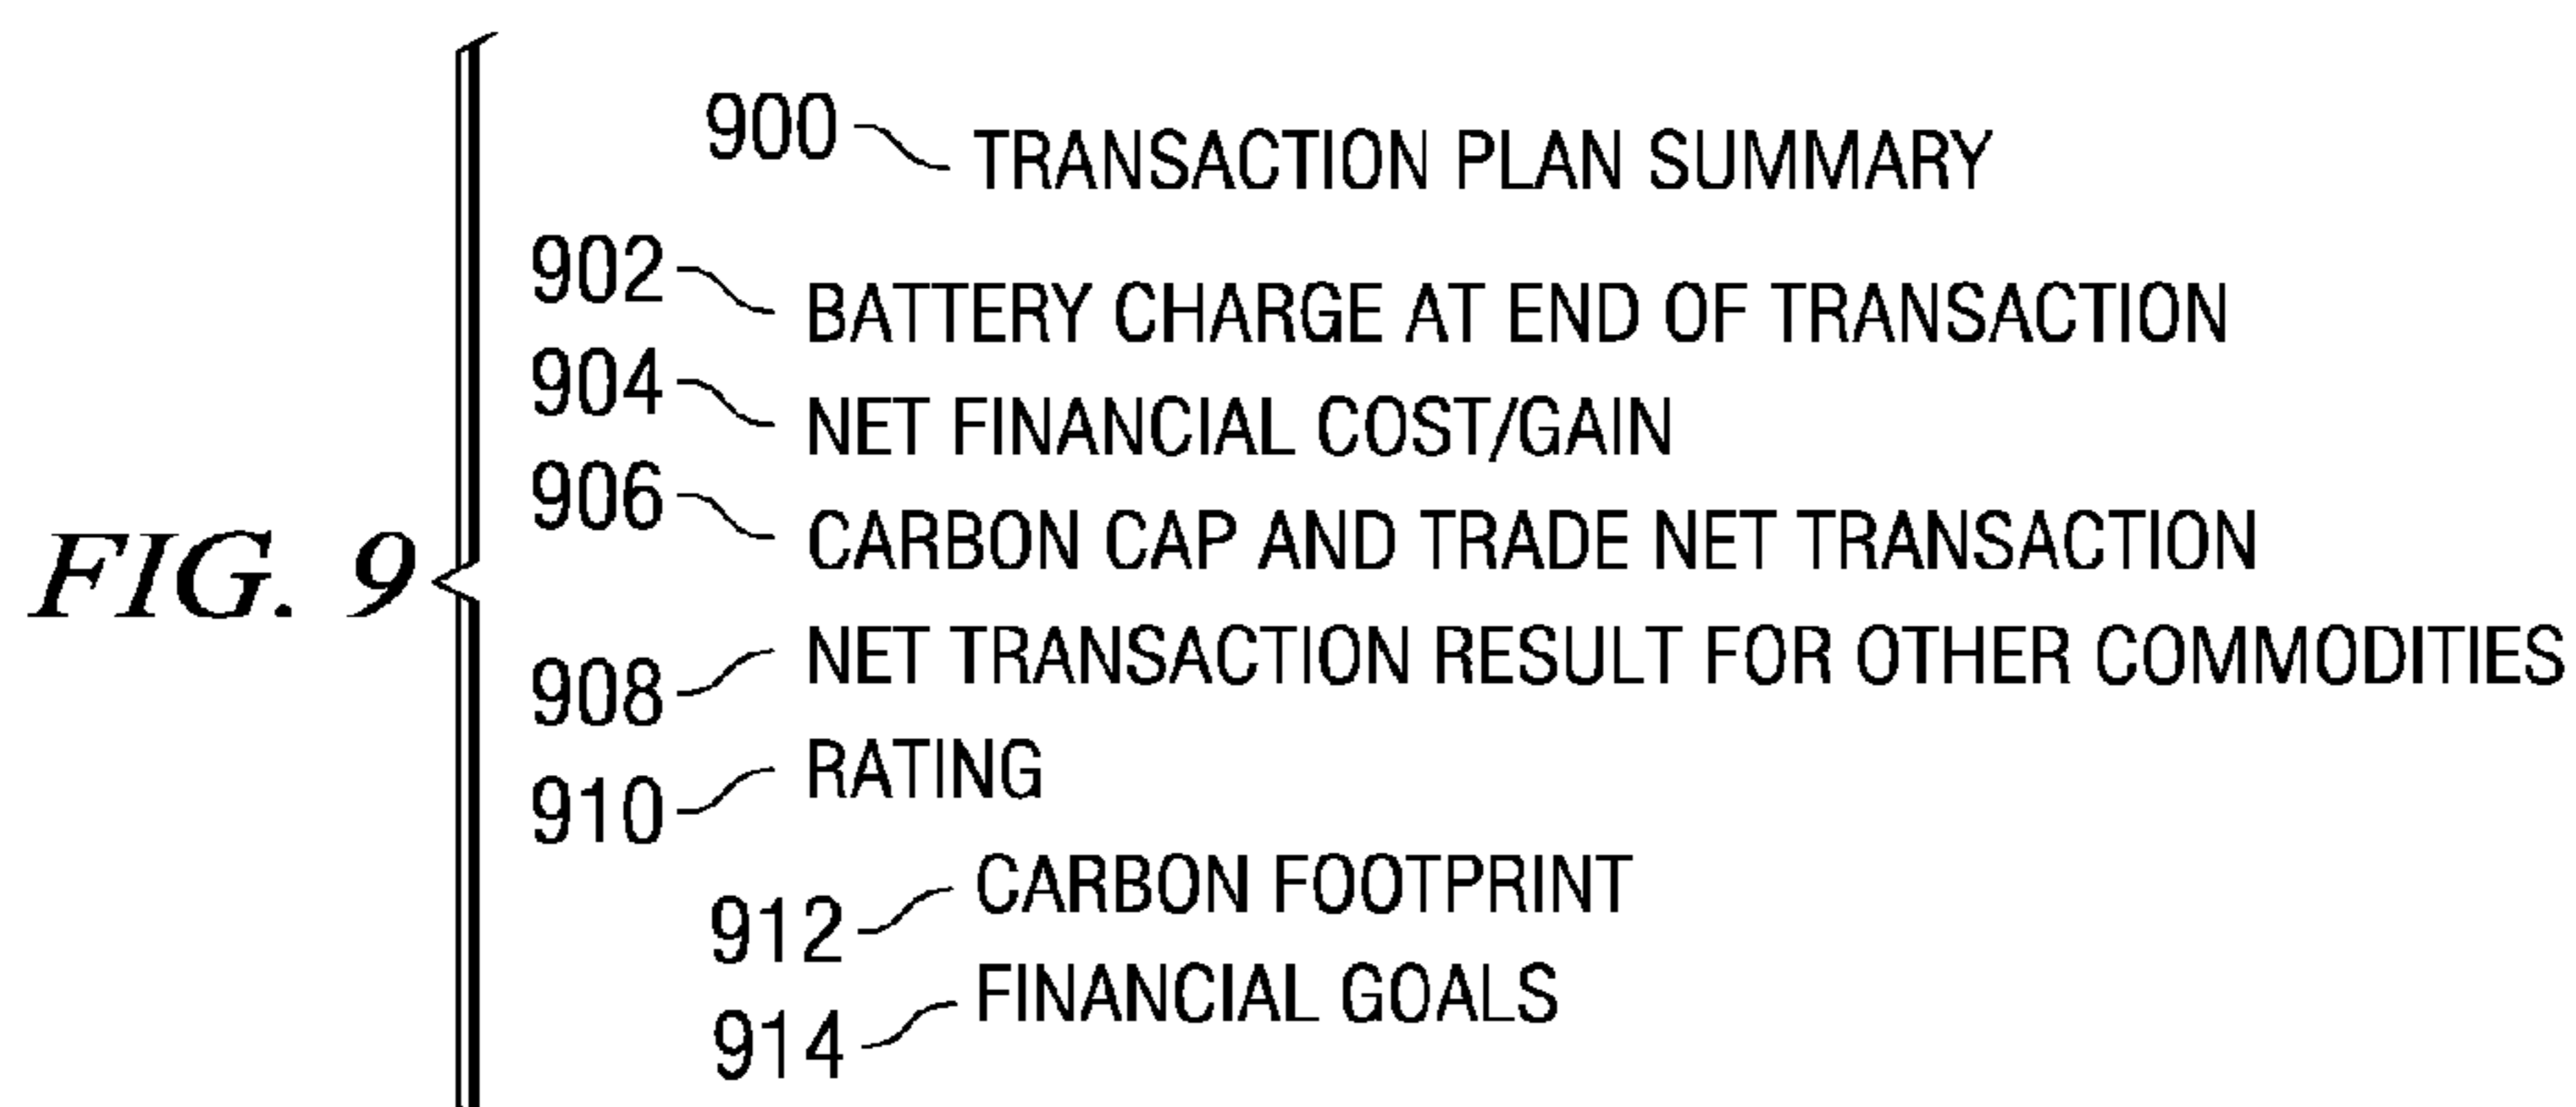 900 TRANSACTION PLAN SUMMARY
902 BATTERY CHARGE AT END OF TRANSACTION
904 NET FINANCIAL COST/GAIN
906 CARBON CAP AND TRADE NET TRANSACTION
FIG. 9
908 NET TRANSACTION RESULT FOR OTHER COMMODITIES
910 RATING
912 CARBON FOOTPRINT
914 FINANCIAL GOALS